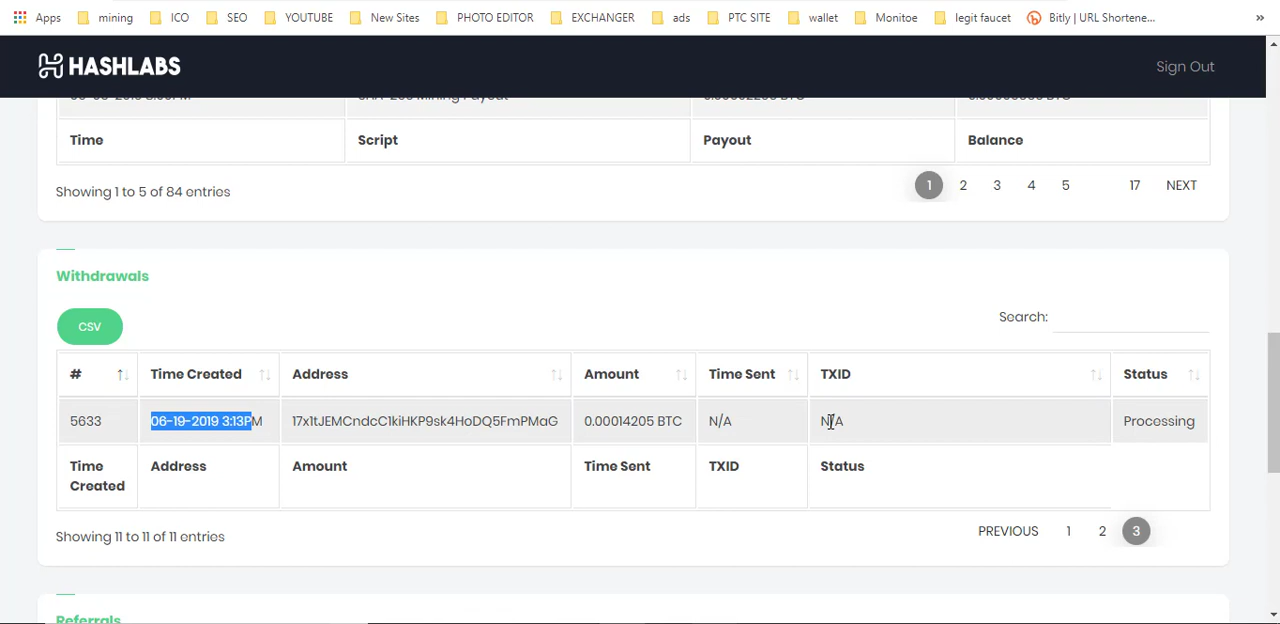 Apps mining ICO SEO YOUTUBE New Sites PHOTO EDITOR EXCHANGER ads PTC SITE wallet Monitoe legit faucet Bitly | URL Shortene... »
HASHLABS Sign Out
Time Script Payout Balance
Showing 1 to 5 of 84 entries 1 2 3 4 5 17 NEXT
Withdrawals
CSV Search:
# Time Created Address Amount Time Sent TXID Status
5633 06-19-2019 3:13PM 17x1tJEMCndcC1kiHKP9sk4HoDQ5FmPMaG 0.00014205 BTC N/A N/A Processing
Time Created Address Amount Time Sent TXID Status
Showing 11 to 11 of 11 entries PREVIOUS 1 2 3
Referrals